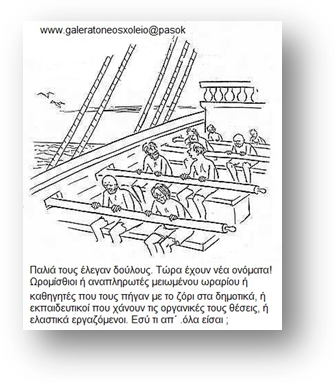 www.galeratoneosxoleio@pasok
Παλιά τους έλεγαν δούλους. Τώρα έχουν νέα ονόματα!
Ωρομίσθιοι ή αναπληρωτές μειωμένου ωραρίου ή
καθηγητές που τους πήγαν με το ζόρι στα δημοτικά, ή
εκπαιδευτικοί που χάνουν τις οργανικές τους θέσεις, ή
ελαστικά εργαζόμενοι. Εσύ τι απ΄ .όλα είσαι ;